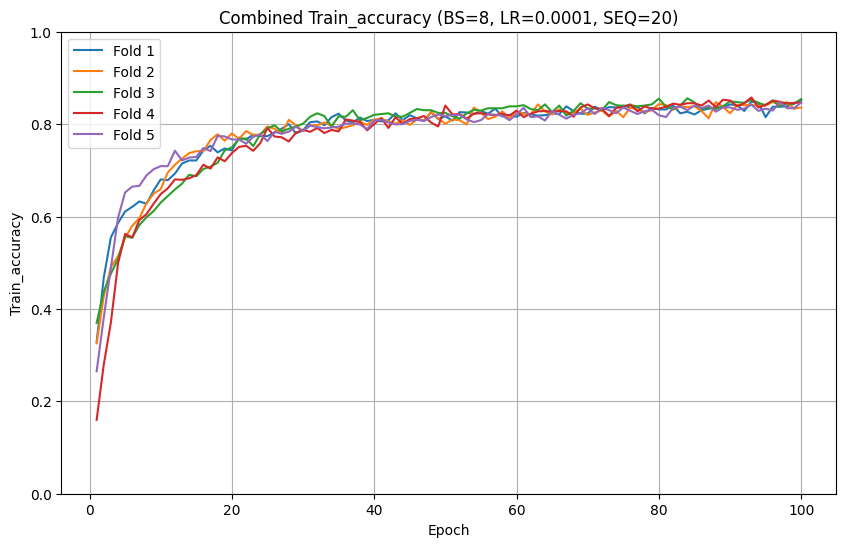 Combined Train_accuracy (BS=8, LR=0.0001, SEQ=20)
Train_accuracy
1.0
0.8
0.6
0.4
0.2
0.0
Fold 1
Fold 2
Fold 3
Fold 4
Fold 5
0 20 40 60 80 100
Epoch